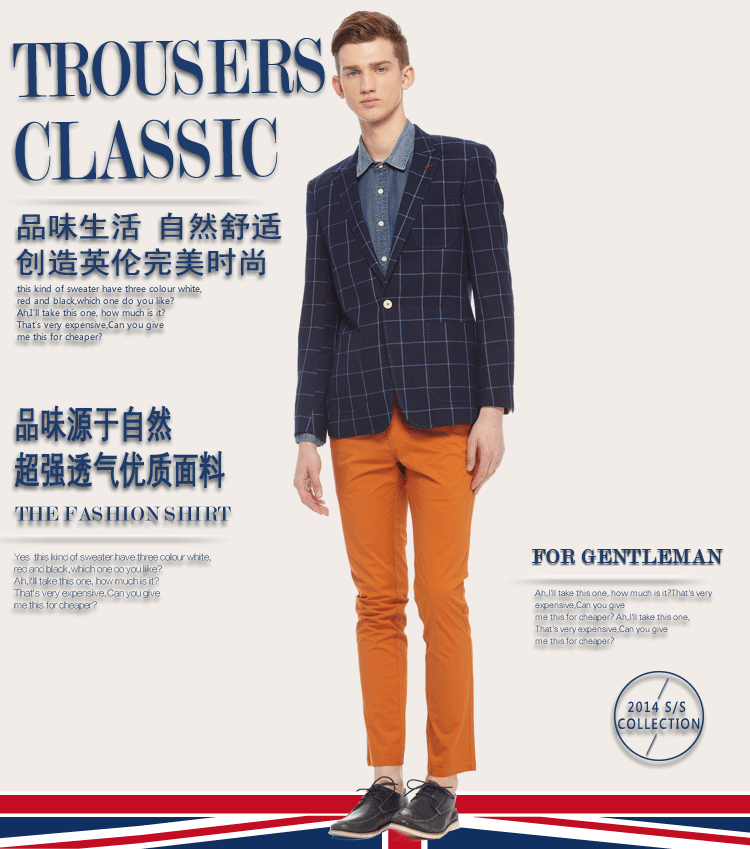 TROUSERS
CLASSIC
品味生活 自然舒适
创造英伦完美时尚
this kind of sweater have three colour white,
red and black,which one do you like?
Ah,I'll take this one, how much is it?
That's very expensive,Can you give
me this for cheaper?
品味源于自然
超强透气优质面料
THE FASHION SHIRT
Yes this kind of sweater have three colour white,
red and black,which one do you like?
Ah,I'll take this one, how much is it?
That's very expensive,Can you give
me this for cheaper?
FOR GENTLEMAN
Ah,I'll take this one, how much is it?That's very
expensive,Can you give
me this for cheaper? Ah,I'll take this one,
That's very expensive,Can you give
me this for cheaper?
2014 S/S
COLLECTION